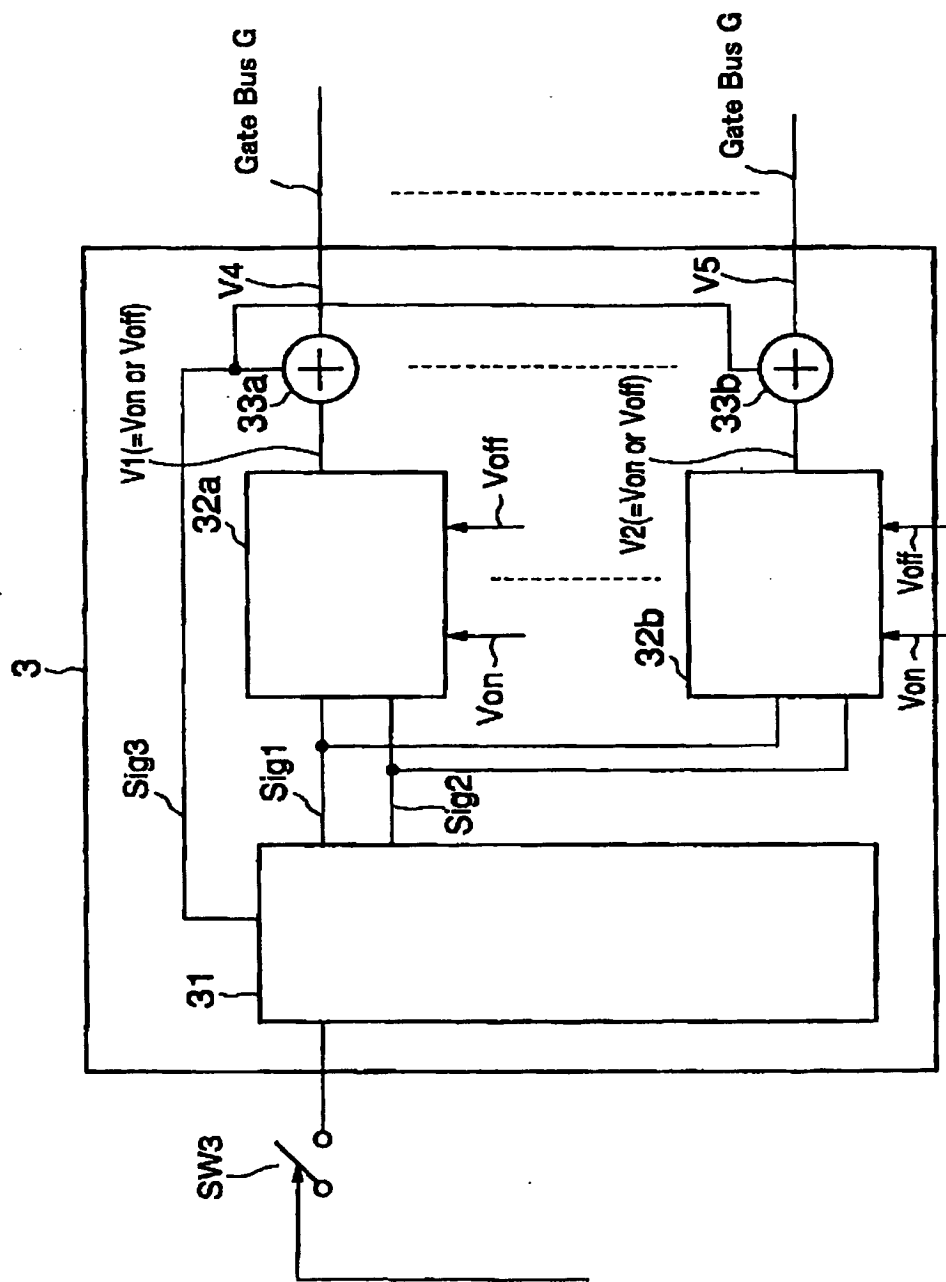 3
Sig3
V1(=Von or Voff)
33a
V4
Gate Bus G
32a
SW3
31
Sig1
Sig2
Von
Voff
V2(=Von or Voff)
33b
V5
Gate Bus G
32b
Von
Voff